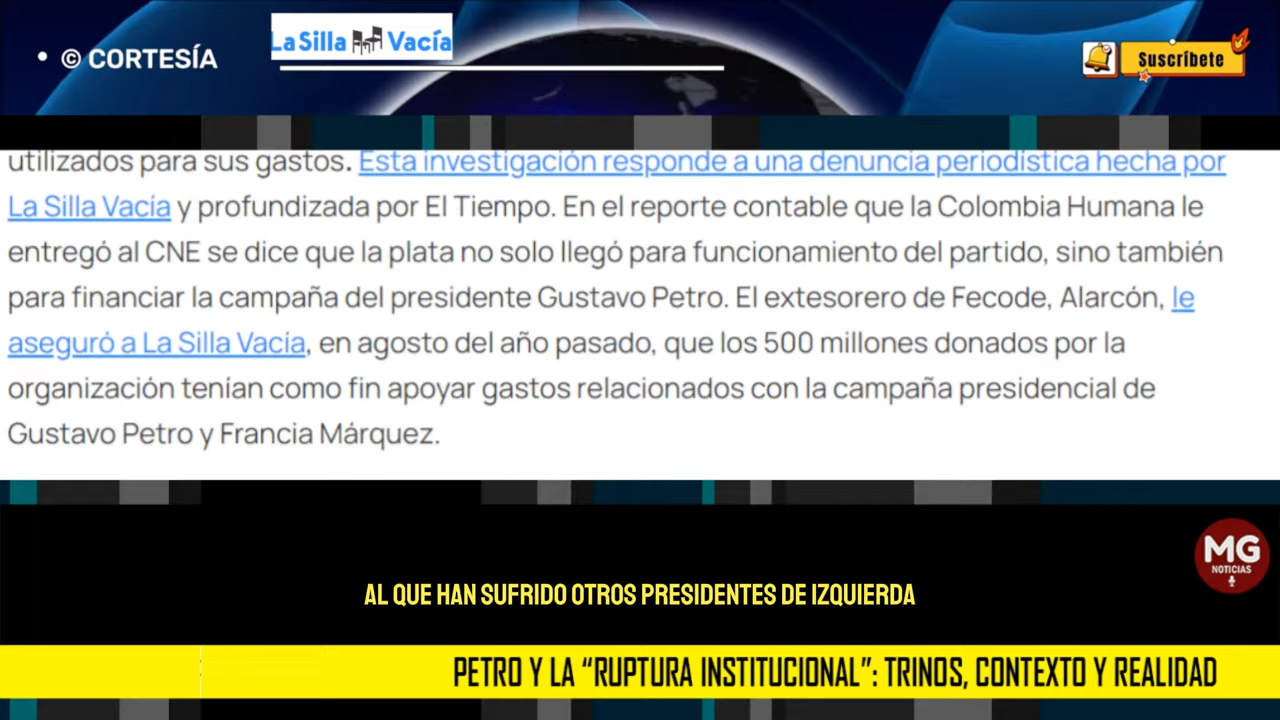 • © CORTESÍA
La Silla Vacía
Suscríbete
utilizados para sus gastos. Esta investigación responde a una denuncia periodística hecha por
La Silla Vacía y profundizada por El Tiempo. En el reporte contable que la Colombia Humana le
entregó al CNE se dice que la plata no solo llegó para funcionamiento del partido, sino también
para financiar la campaña del presidente Gustavo Petro. El extesorero de Fecode, Alarcón, le
aseguró a La Silla Vacía, en agosto del año pasado, que los 500 millones donados por la
organización tenían como fin apoyar gastos relacionados con la campaña presidencial de
Gustavo Petro y Francia Márquez.
MG
NOTICIAS
AL QUE HAN SUFRIDO OTROS PRESIDENTES DE IZQUIERDA
PETRO Y LA “RUPTURA INSTITUCIONAL”: TRINOS, CONTEXTO Y REALIDAD